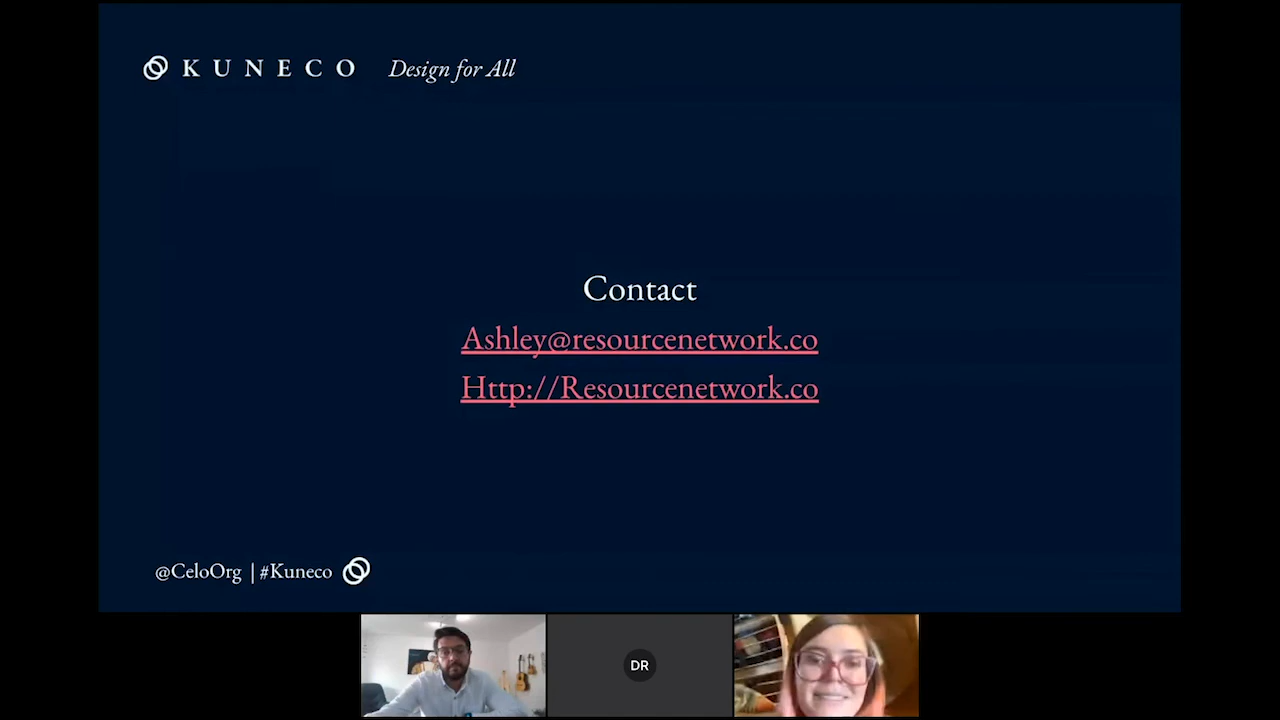 KUNECO Design for All
Contact
Ashley@resourcenetwork.co
Http://Resourcenetwork.co
@CeloOrg | #Kuneco
DR